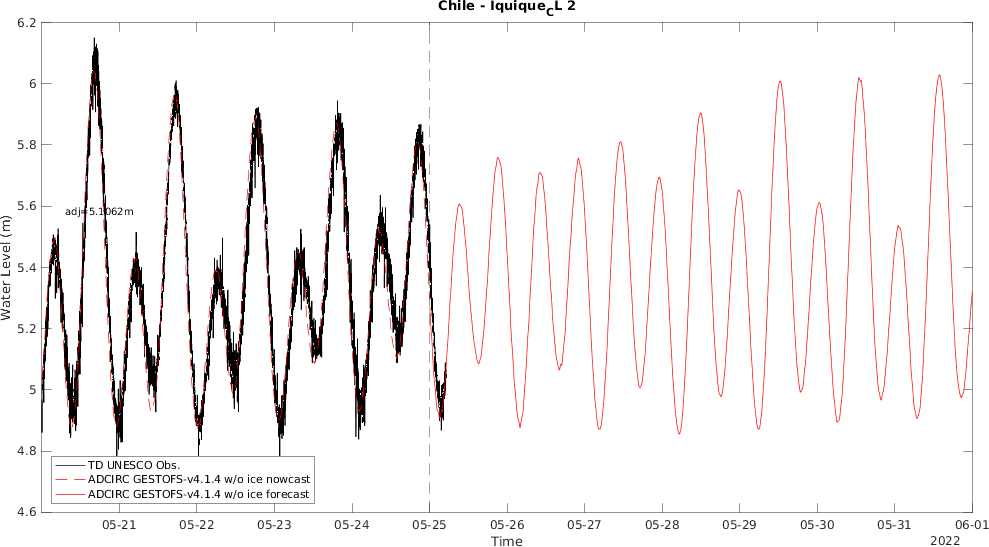 Chile - Iquique_CL 2
6.2
6
5.8
5.6
5.4
5.2
5
4.8
4.6
Water Level (m)
adj=5.1062m
TD UNESCO Obs.
ADCIRC GESTOFS-v4.1.4 w/o ice nowcast
ADCIRC GESTOFS-v4.1.4 w/o ice forecast
05-21 05-22 05-23 05-24 05-25 05-26 05-27 05-28 05-29 05-30 05-31 06-01
Time
2022